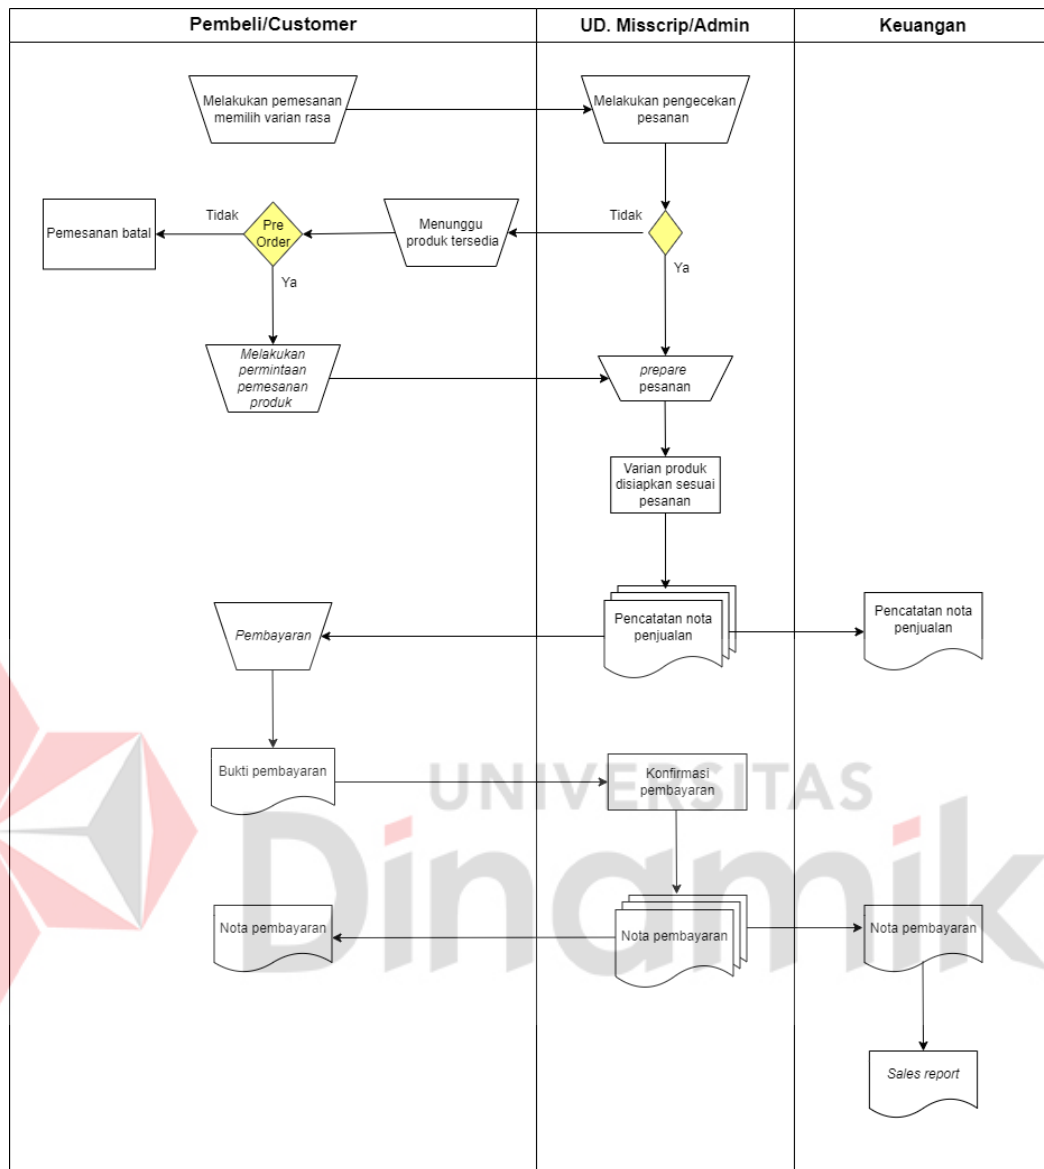 Pembeli/Customer
UD. Misscrip/Admin
Keuangan
Melakukan pemesanan
memilih varian rasa
Melakukan pengecekan
pesanan
Pemesanan batal
Tidak
Pre
Order
Menunggu
produk tersedia
Tidak
Ya
Ya
Melakukan
permintaan
pemesanan
produk
prepare
pesanan
Varian produk
disiapkan sesuai
pesanan
Pembayaran
Pencatatan nota
penjualan
Pencatatan nota
penjualan
Bukti pembayaran
Konfirmasi
pembayaran
UNIVERSITAS
Dinamik
Nota pembayaran
Nota pembayaran
Nota pembayaran
Sales report